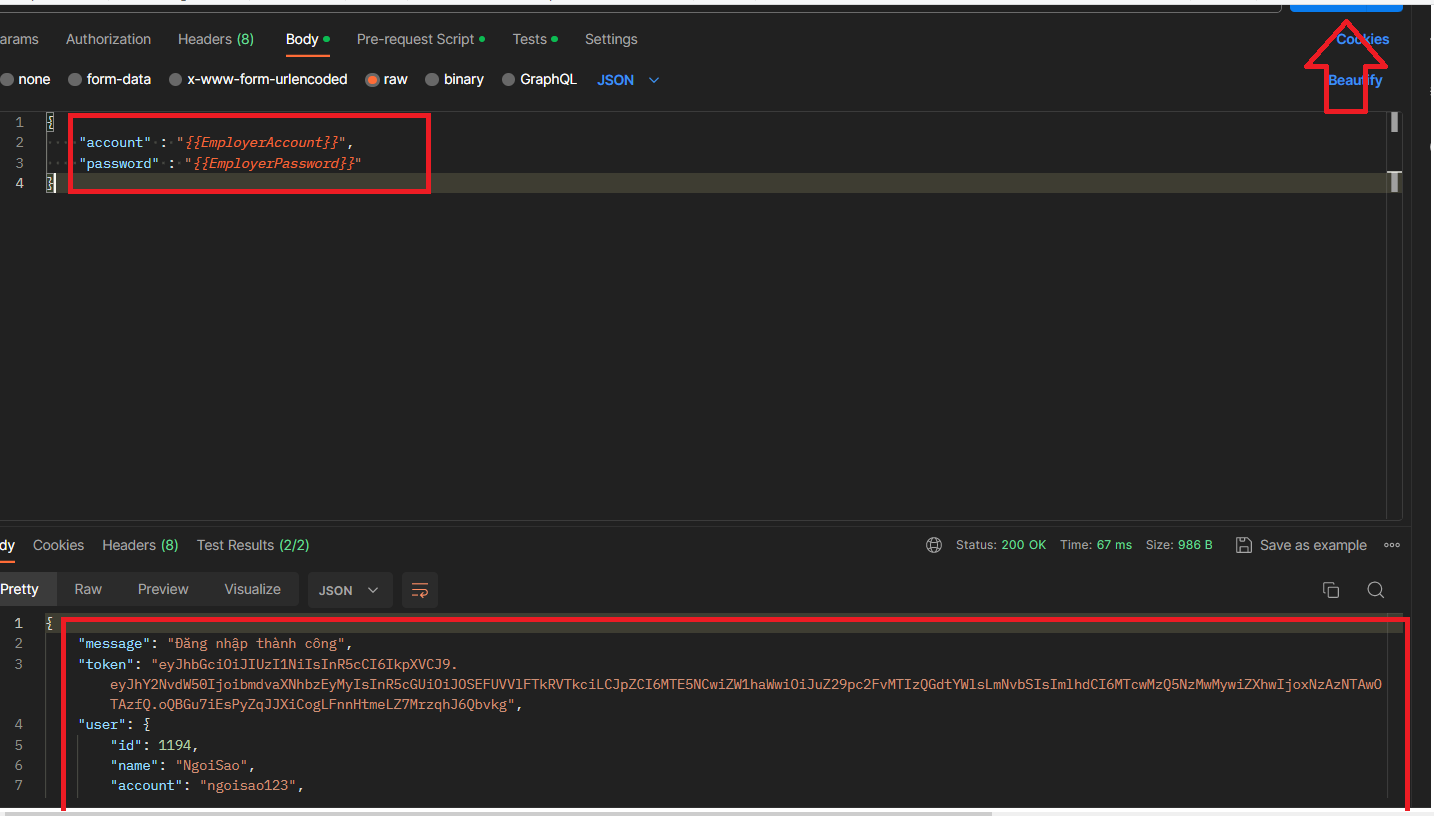 arams Authorization Headers (8) Body Pre-request Script Tests Settings Cookies
none form-data x-www-form-urlencoded raw binary GraphQL JSON Beautify
1 {
2 "account" : "{{EmployerAccount}}",
3 "password" : "{{EmployerPassword}}"
4 }
dy Cookies Headers (8) Test Results (2/2) Status: 200 OK Time: 67 ms Size: 986 B Save as example
Pretty Raw Preview Visualize JSON
1 {
2 "message": "Đăng nhập thành công",
3 "token": "eyJhbGciOiJIUzI1NiIsInR5cCI6IkpXVCJ9.
eyJhY2NvdW50IjoibmdvaXNhbzEyMyIsInR5cGUiOiJOSEFUVVlFTkRVTkciLCJpZCI6MTE5NCwiZW1haWwiOiJuZ29pc2FvMTIzQGdtYWlsLmNvbSIsImlhdCI6MTcwMzQ5NzMwMywiZXhwIjoxNzAzNTAwO
TAzfQ.oQBGu7iEsPyZqJJXiCogLFnnHtmeLZ7MrzqhJ6Qbvkg",
4 "user": {
5 "id": 1194,
6 "name": "NgoiSao",
7 "account": "ngoisao123",